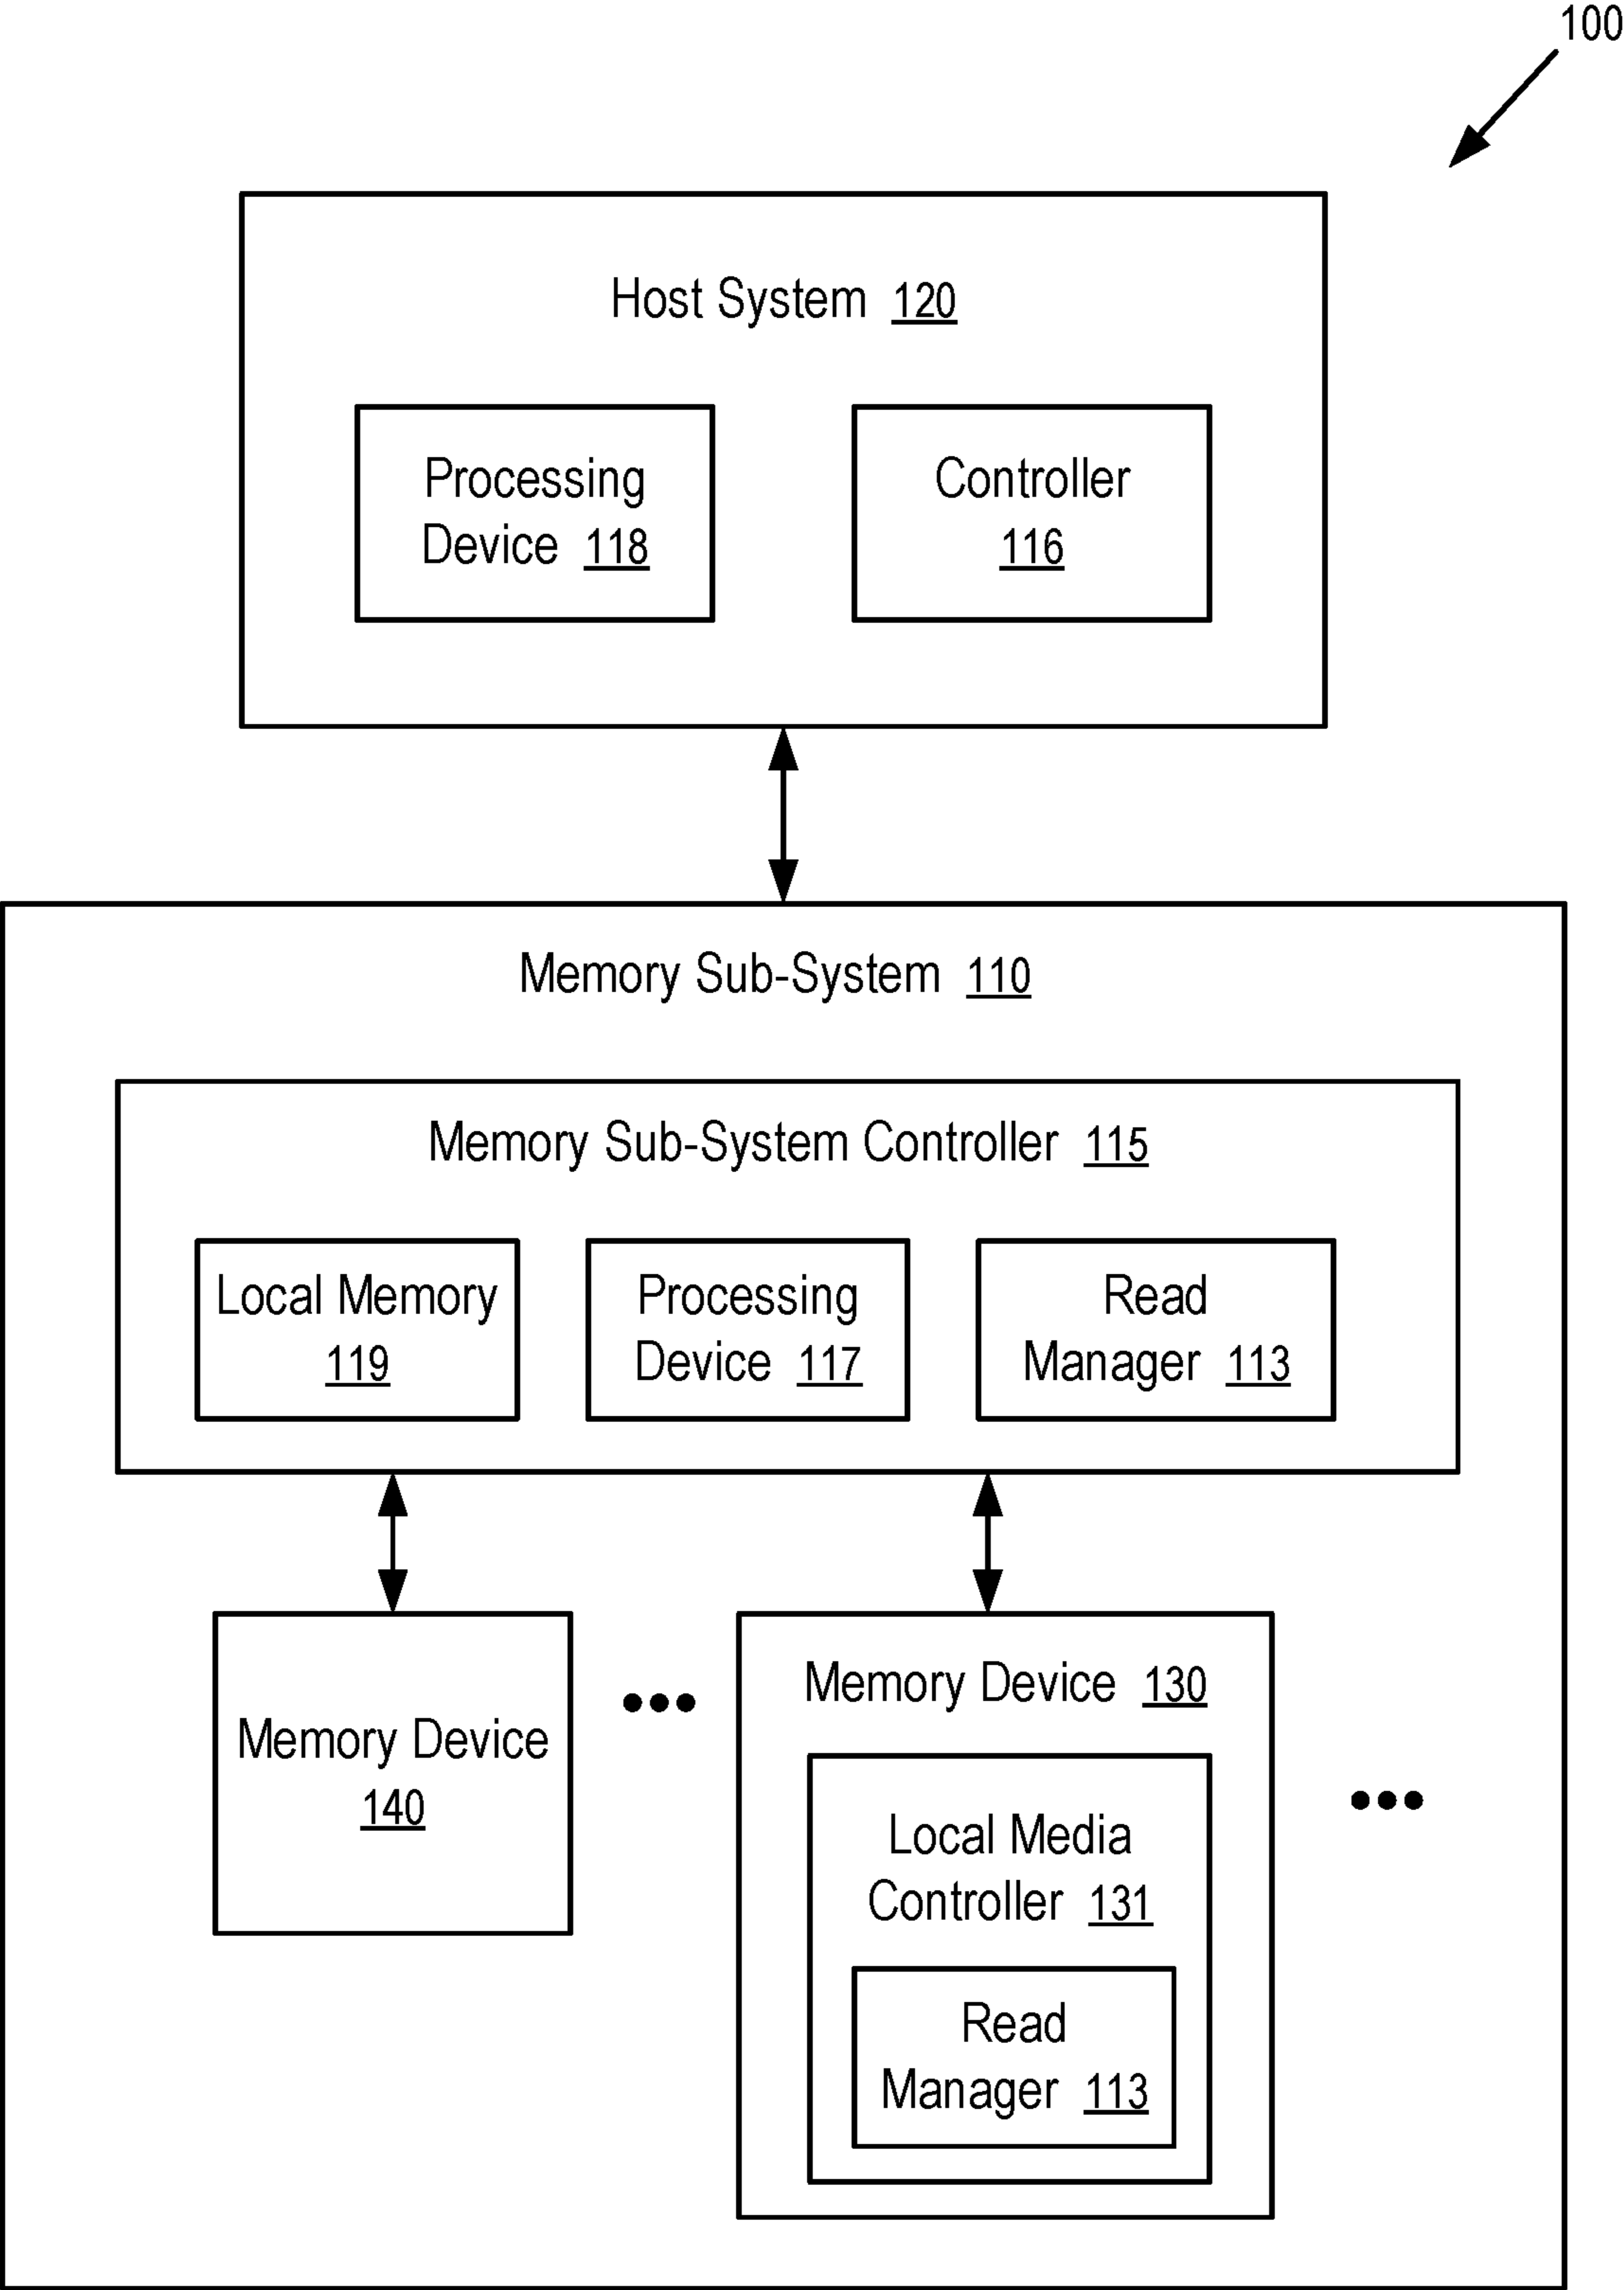 100
Host System 120
Processing
Device 118
Controller
116
Memory Sub-System 110
Memory Sub-System Controller 115
Local Memory
119
Processing
Device 117
Read
Manager 113
Memory Device
140
Memory Device 130
Local Media
Controller 131
Read
Manager 113